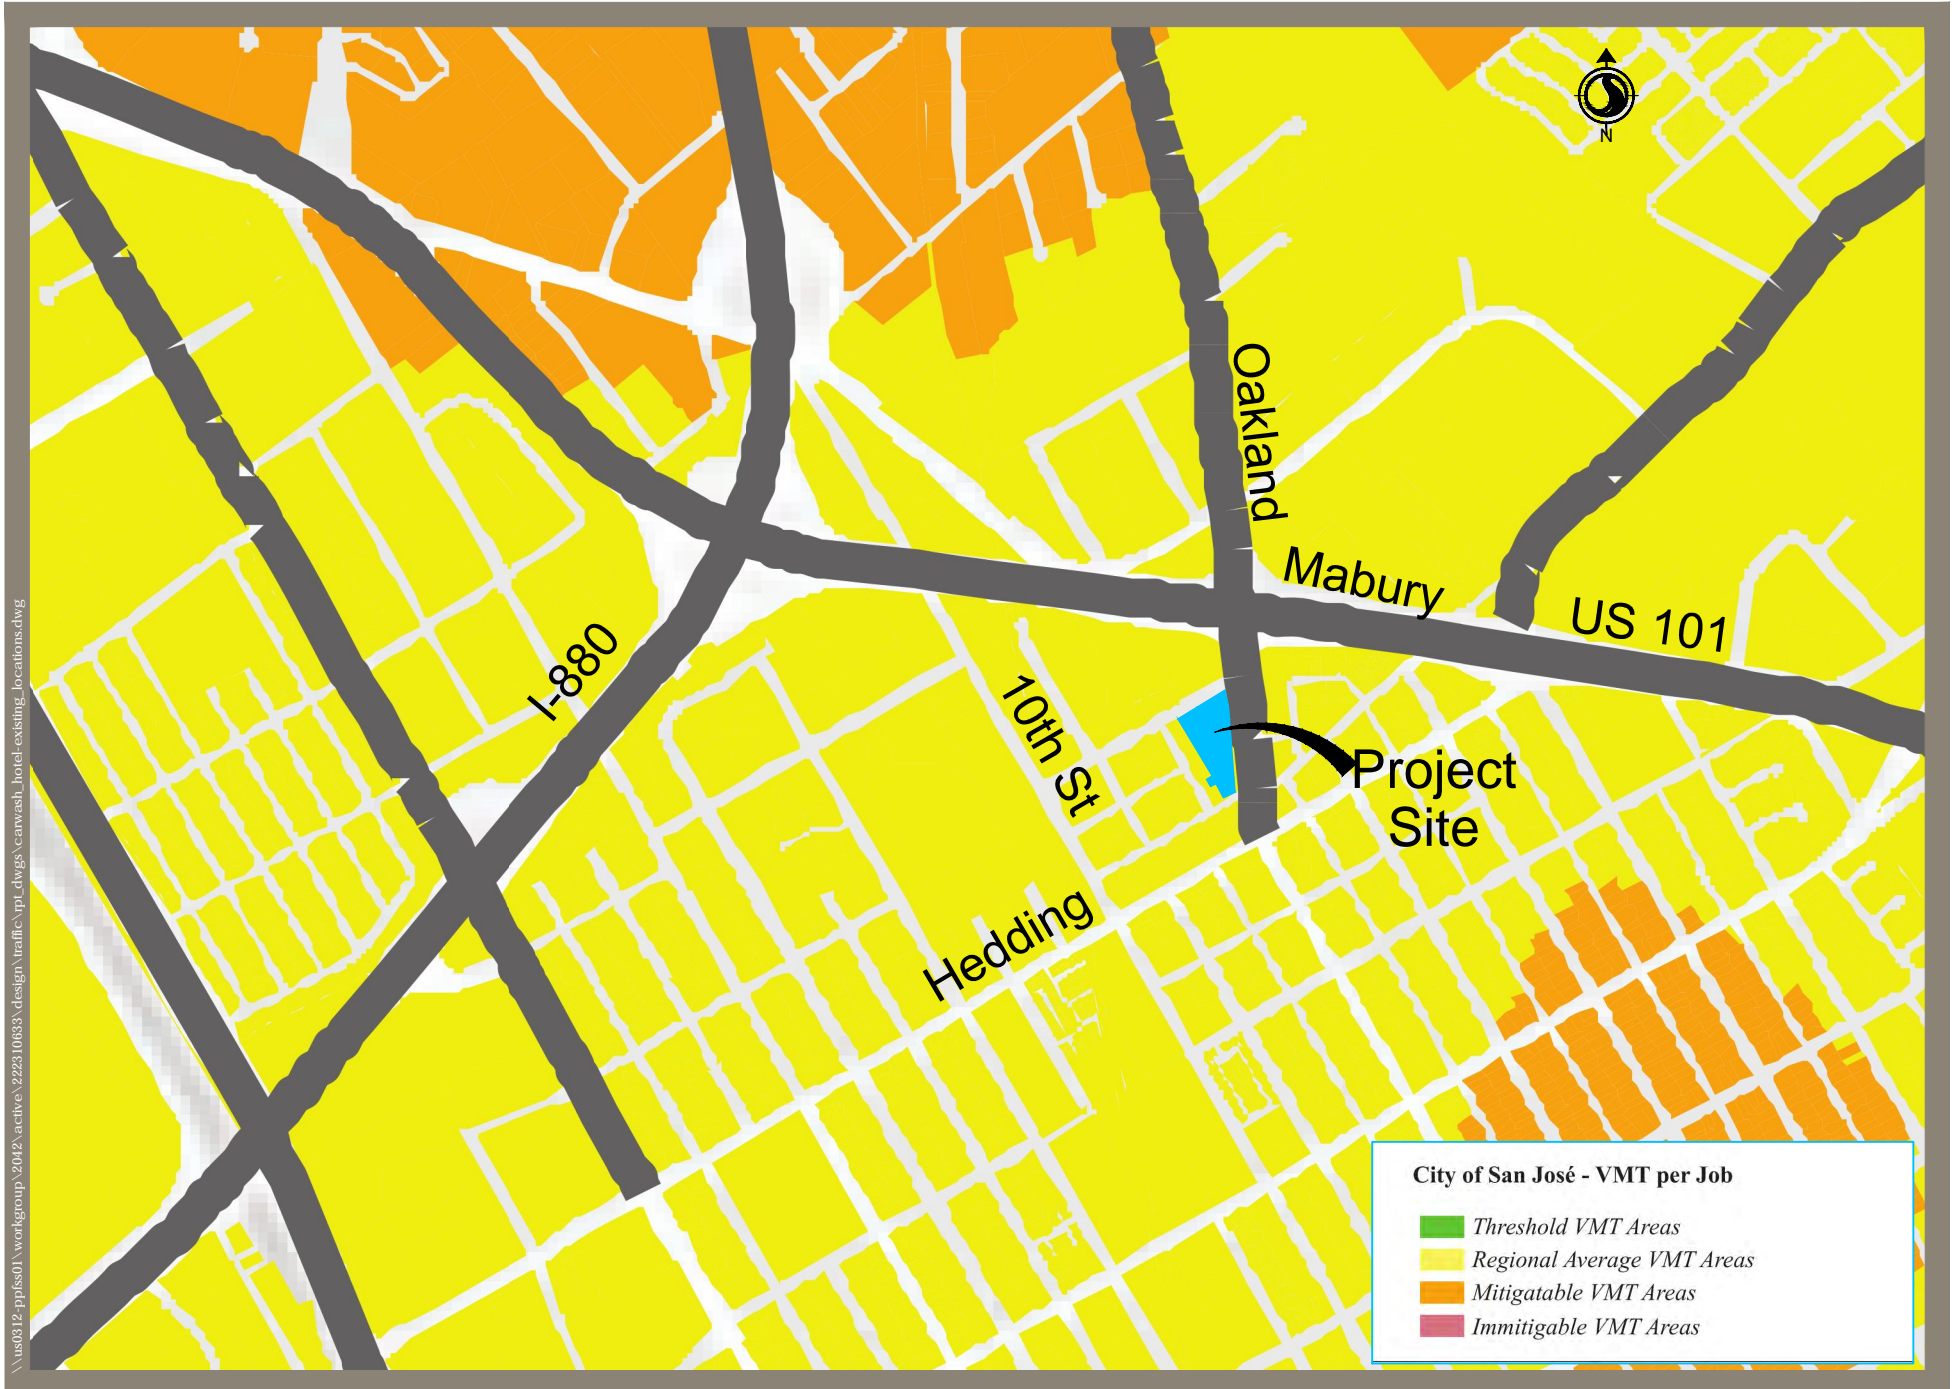 N
Oakland
Mabury
US 101
I-880
10th St
Project
Site
Hedding
City of San José - VMT per Job
Threshold VMT Areas
Regional Average VMT Areas
Mitigatable VMT Areas
Immitigable VMT Areas
\\us0312-ppfss01\workgroup\2042\active\222310633\design\traffic\rpt_dwgs\carwash_hotel-existing_locations.dwg